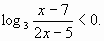 log₃ (x − 7)/(2x − 5) < 0.